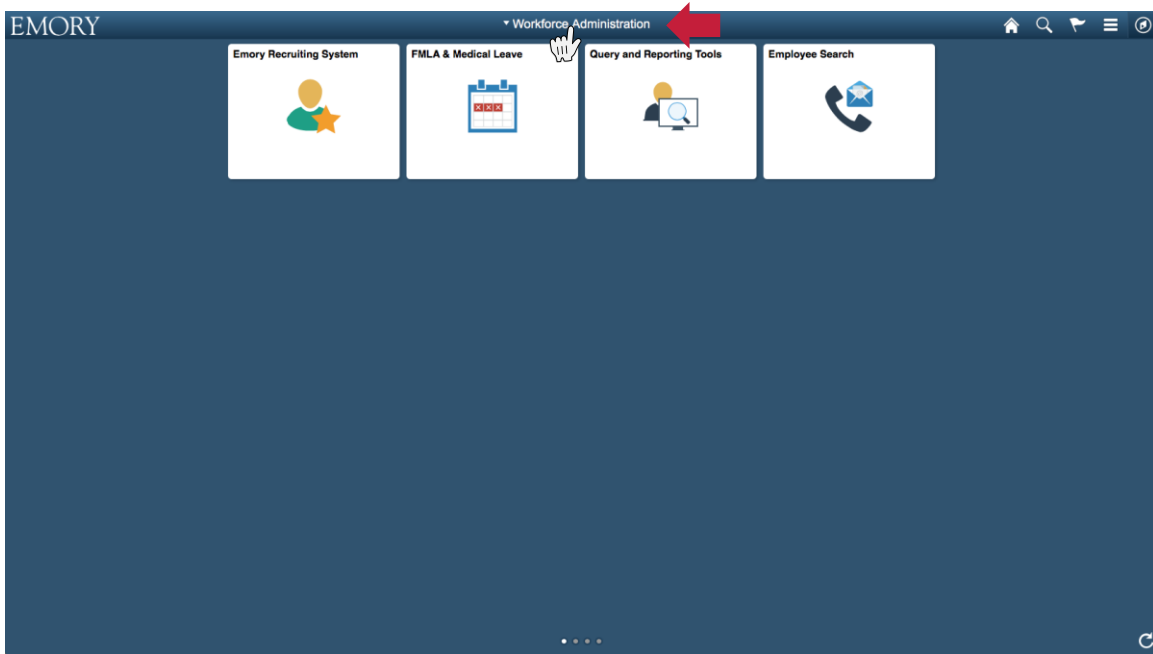 EMORY
Workforce Administration
Emory Recruiting System
FMLA & Medical Leave
Query and Reporting Tools
Employee Search